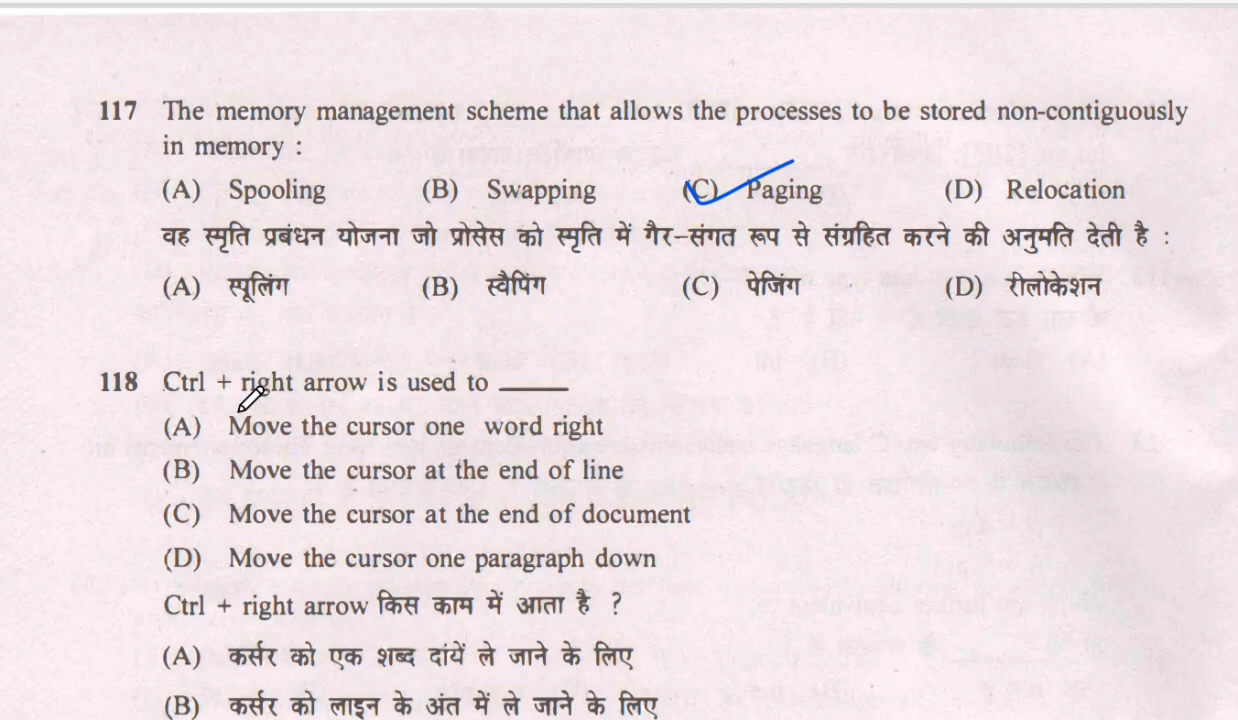 117 The memory management scheme that allows the processes to be stored non-contiguously
in memory :
(A) Spooling (B) Swapping (C) Paging (D) Relocation
वह स्मृति प्रबंधन योजना जो प्रोसेस को स्मृति में गैर-संगत रूप से संग्रहित करने की अनुमति देती है :
(A) स्पूलिंग (B) स्वैपिंग (C) पेजिंग (D) रीलोकेशन
118 Ctrl + right arrow is used to ______
(A) Move the cursor one word right
(B) Move the cursor at the end of line
(C) Move the cursor at the end of document
(D) Move the cursor one paragraph down
Ctrl + right arrow किस काम में आता है ?
(A) कर्सर को एक शब्द दांयें ले जाने के लिए
(B) कर्सर को लाइन के अंत में ले जाने के लिए